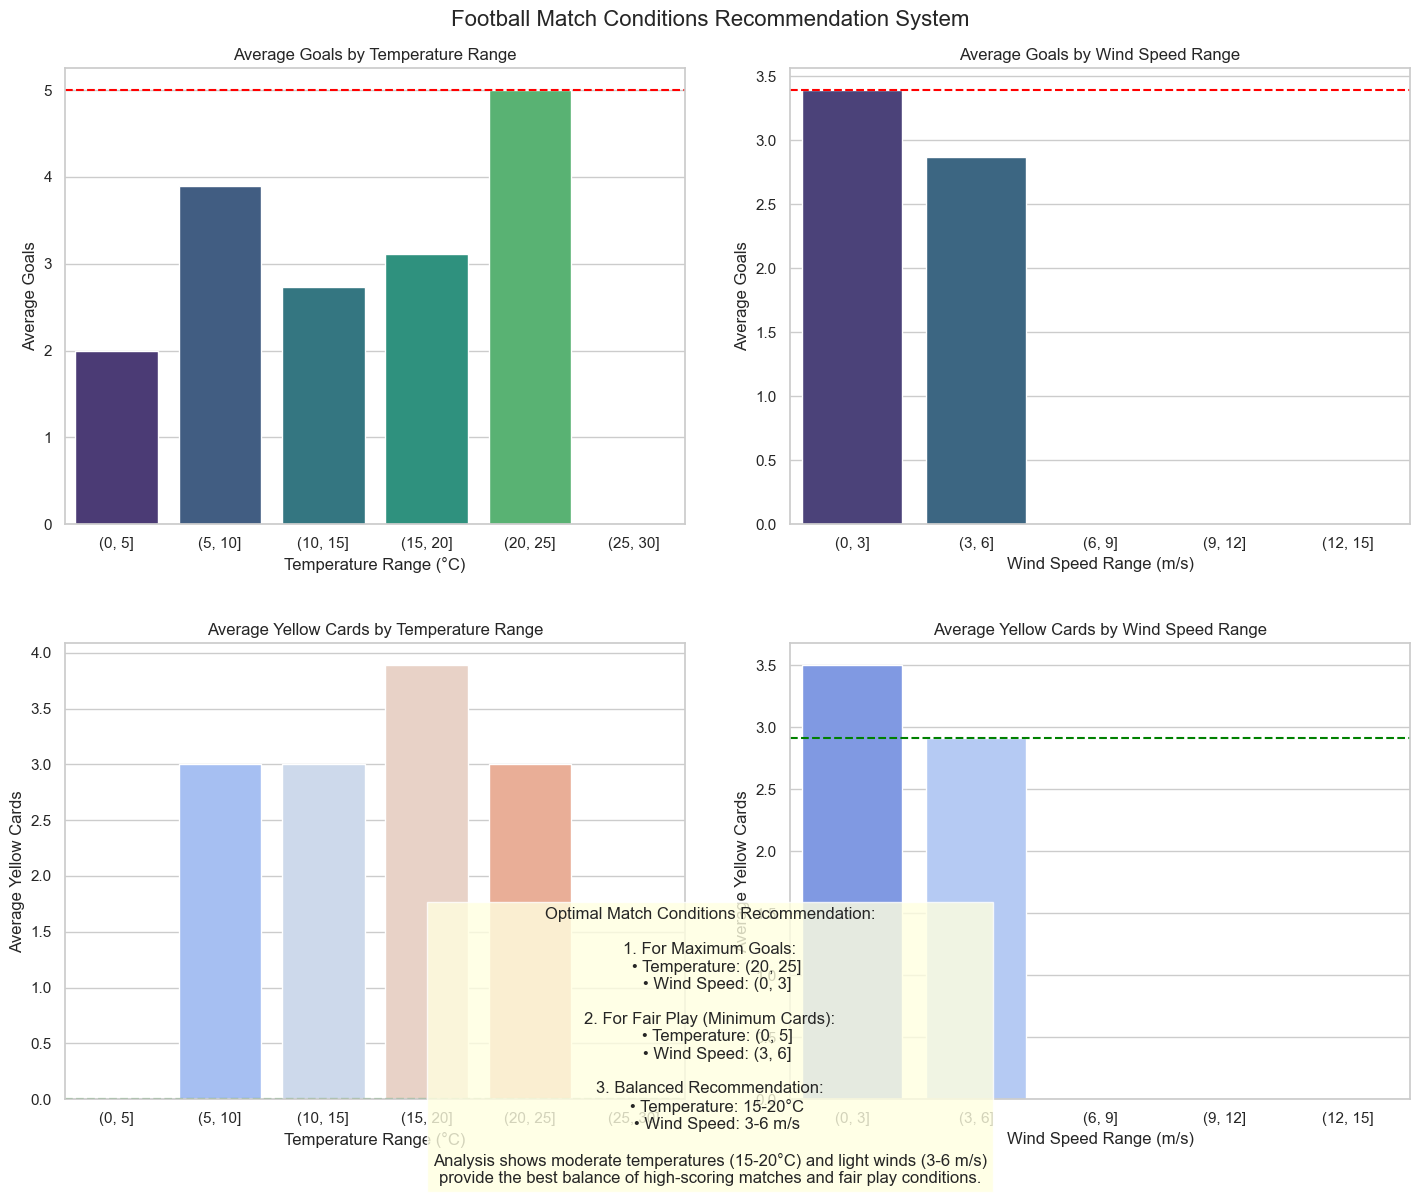 Football Match Conditions Recommendation System
Average Goals by Temperature Range
Average Goals
5
4
3
2
1
0
(0, 5]
(5, 10]
(10, 15]
(15, 20]
(20, 25]
(25, 30]
Temperature Range (°C)
Average Goals by Wind Speed Range
Average Goals
3.5
3.0
2.5
2.0
1.5
1.0
0.5
0.0
(0, 3]
(3, 6]
(6, 9]
(9, 12]
(12, 15]
Wind Speed Range (m/s)
Average Yellow Cards by Temperature Range
Average Yellow Cards
4.0
3.5
3.0
2.5
2.0
1.5
1.0
0.5
0.0
(0, 5]
(5, 10]
(10, 15]
(15, 20]
(20, 25]
Temperature Range (°C)
Average Yellow Cards by Wind Speed Range
Average Yellow Cards
3.5
3.0
2.5
2.0
(0, 3]
(3, 6]
(6, 9]
(9, 12]
(12, 15]
Wind Speed Range (m/s)
Optimal Match Conditions Recommendation:
1. For Maximum Goals:
• Temperature: (20, 25]
• Wind Speed: (0, 3]
2. For Fair Play (Minimum Cards):
• Temperature: (0, 5]
• Wind Speed: (3, 6]
3. Balanced Recommendation:
• Temperature: 15-20°C
• Wind Speed: 3-6 m/s
Analysis shows moderate temperatures (15-20°C) and light winds (3-6 m/s)
provide the best balance of high-scoring matches and fair play conditions.